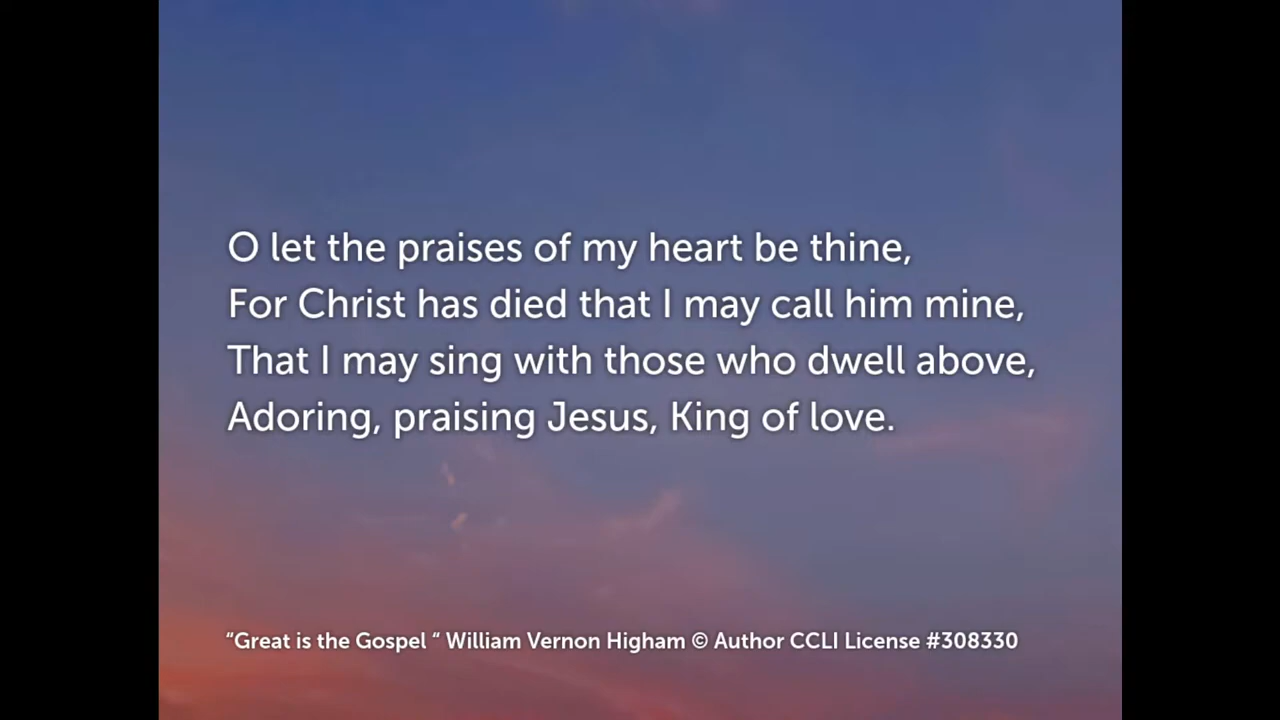 O let the praises of my heart be thine,
For Christ has died that I may call him mine,
That I may sing with those who dwell above,
Adoring, praising Jesus, King of love.
“Great is the Gospel “ William Vernon Higham © Author CCLI License #308330